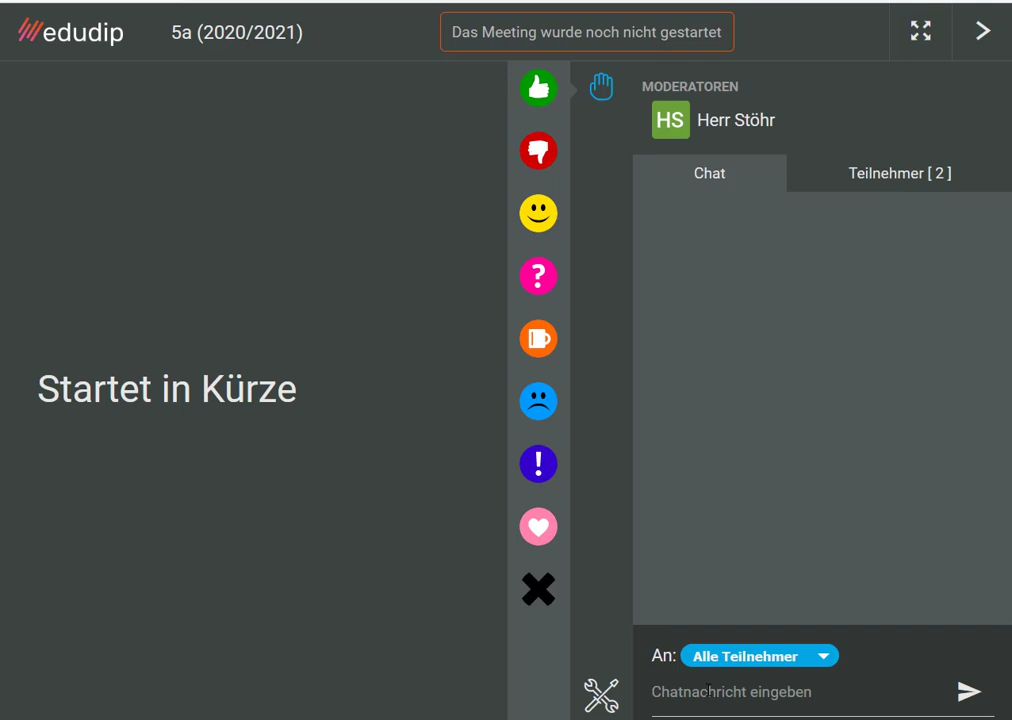 edudip
5a (2020/2021)
Das Meeting wurde noch nicht gestartet
MODERATOREN
HS Herr Stöhr
Chat
Teilnehmer [ 2 ]
Startet in Kürze
An: Alle Teilnehmer
Chatnachricht eingeben